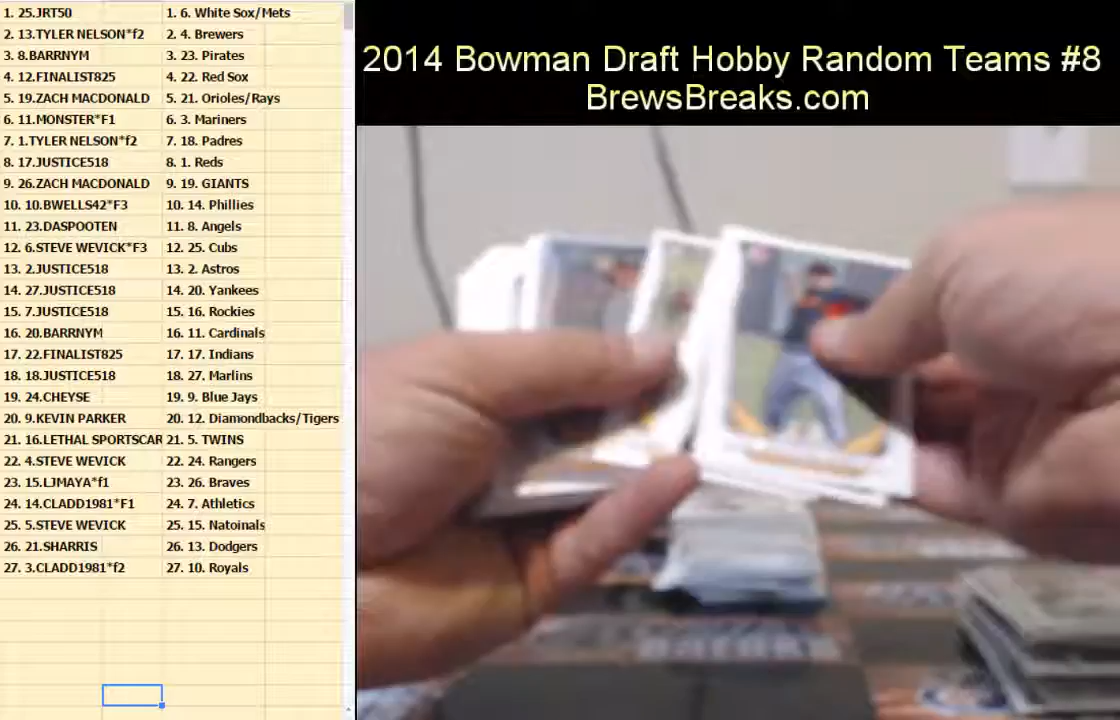 2014 Bowman Draft Hobby Random Teams #8
BrewsBreaks.com
1. 25.JRT50 1. 6. White Sox/Mets
2. 13.TYLER NELSON*f2 2. 4. Brewers
3. 8.BARRNYM 3. 23. Pirates
4. 12.FINALIST825 4. 22. Red Sox
5. 19.ZACH MACDONALD 5. 21. Orioles/Rays
6. 11.MONSTER*F1 6. 3. Mariners
7. 1.TYLER NELSON*f2 7. 18. Padres
8. 17.JUSTICE518 8. 1. Reds
9. 26.ZACH MACDONALD 9. 19. GIANTS
10. 10.BWELLS42*F3 10. 14. Phillies
11. 23.DASPOOTEN 11. 8. Angels
12. 6.STEVE WEVICK*F3 12. 25. Cubs
13. 2.JUSTICE518 13. 2. Astros
14. 27.JUSTICE518 14. 20. Yankees
15. 7.JUSTICE518 15. 16. Rockies
16. 20.BARRNYM 16. 11. Cardinals
17. 22.FINALIST825 17. 17. Indians
18. 18.JUSTICE518 18. 27. Marlins
19. 24.CHEYSE 19. 9. Blue Jays
20. 9.KEVIN PARKER 20. 12. Diamondbacks/Tigers
21. 16.LETHAL SPORTSCAR 21. 5. TWINS
22. 4.STEVE WEVICK 22. 24. Rangers
23. 15.LJMAYA*f1 23. 26. Braves
24. 14.CLADD1981*F1 24. 7. Athletics
25. 5.STEVE WEVICK 25. 15. Natoinals
26. 21.SHARRIS 26. 13. Dodgers
27. 3.CLADD1981*f2 27. 10. Royals